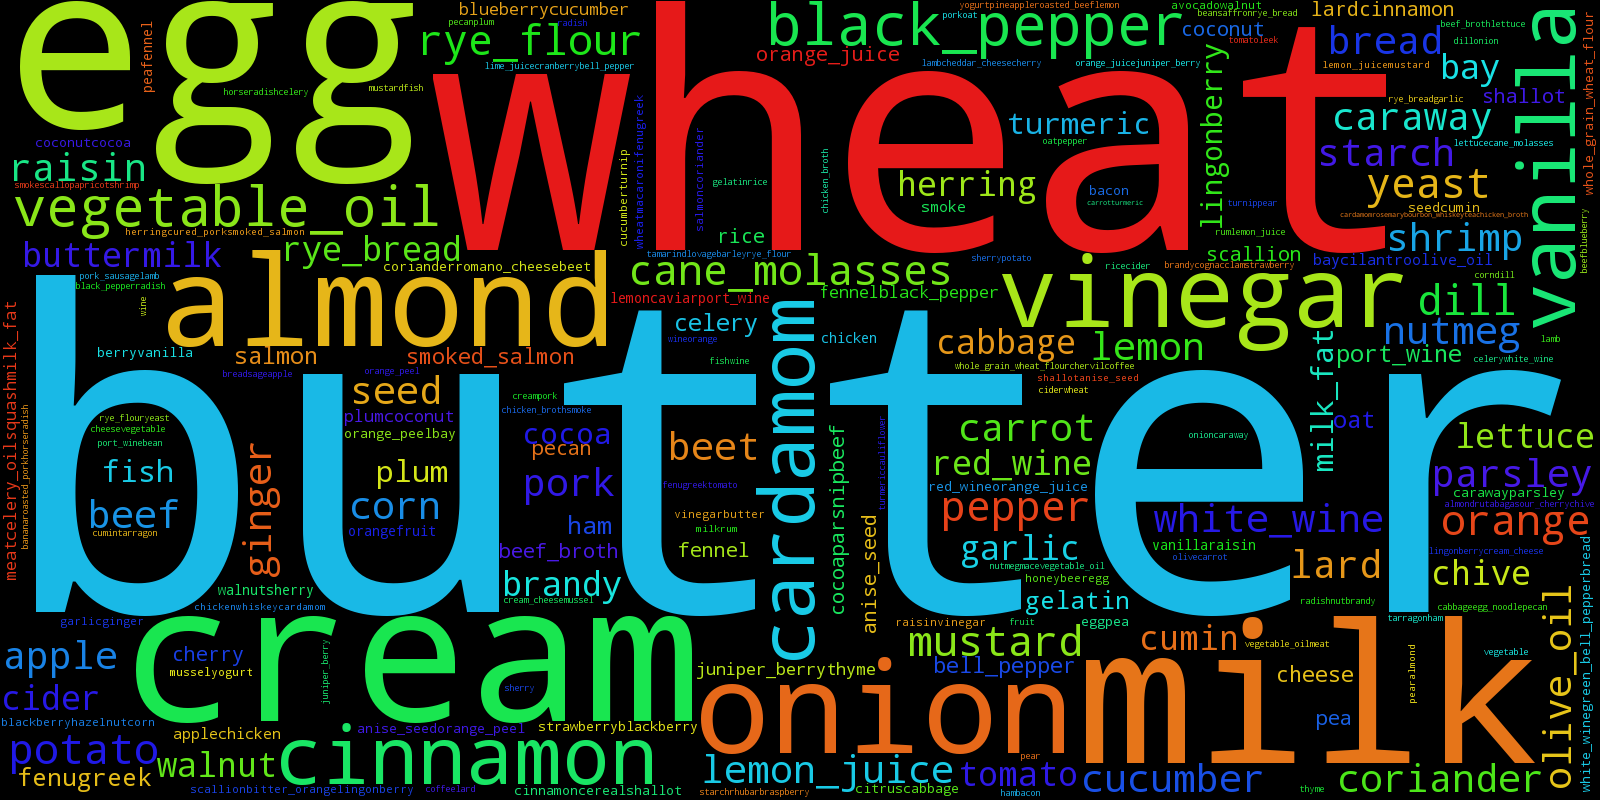 egg
wheat
butter
cream
milk
almond
onion
vinegar
cardamom
cinnamon
vanilla
black_pepper
vegetable_oil
rye_flour
blueberrycucumber
pecanplum
radish
peafennel
horseradishcelery
mustardfish
lime_juicecranberrybell_pepper
orange_juice
porkoat
yogurtpineappleroasted_beeflemon
lambcheddar_cheesecherry
avocadowalnut
coconut
beansaffronrye_bread
tomatoleek
orange_juicejuniper_berry
lardcinnamon
bread
lemon_juicemustard
beef_brothlettuce
dillonion
bay
rye_breadgarlic
shallot
caraway
lettucecane_molasses
whole_grain_wheat_flour
coconutcocoa
raisin
smokescallopapricotshrimp
herringcured_porksmoked_salmon
buttermilk
rye_bread
corianderromano_cheesebeet
cucumberturnip
wheatmacaronifenugreek
salmoncoriander
gelatinrice
chicken_broth
rice
tamarindlovagebarleyrye_flour
turmeric
oatpepper
herring
smoke
bacon
carrotturmeric
lingonberry
turnippear
rumlemon_juice
scallion
starch
yeast
seedcumin
cardamomrosemarybourbon_whiskeyteachicken_broth
shrimp
baycilantroolive_oil
beefblueberry
sherrypotato
ricecider
brandycognacclamstrawberry
corndill
cane_molasses
lemoncaviarport_wine
fennelblack_pepper
pork_sausagelamb
black_pepperradish
wine
berryvanilla
salmon
smoked_salmon
celery
wineorange
fishwine
chicken
cabbage
lemon
dill
nutmeg
port_wine
lamb
celerywhite_wine
milk_fat
oat
whole_grain_wheat_flourchervilcoffee
shallotanise_seed
ciderwheat
meatcelery_oilsquashmilk_fat
bananaroasted_porkhorseradish
breadsageapple
orange_peel
seed
plumcoconut
orange_peelbay
creampork
chicken_brothsmoke
cocoa
pecan
beet
rye_flouryeast
cheesevegetable
port_winebean
fish
beef
cumintarragon
ginger
plum
corn
orangefruit
pork
ham
beef_broth
brandy
cream_cheesemussel
fenugreektomato
vinegarbutter
milkrum
fennel
cocoaparsnipbeef
anise_seed
turmericcauliflower
carrot
red_wine
red_wineorange_juice
pepper
garlic
nutmegmacevegetable_oil
honeybeeregg
gelatin
onioncaraway
white_wine
vanillaraisin
olivecarrot
lettuce
parsley
carawayparsley
almondrutabagasour_cherrychive
orange
lingonberrycream_cheese
lard
chive
radishnutbrandy
cabbageegg_noodlepecan
tarragonham
white_winegreen_bell_pepperbread
olive_oil
walnutsherry
chickenwhiskeycardamom
garlicginger
apple
cherry
musselyogurt
cider
blackberryhazelnutcorn
applechicken
juniper_berry
anise_seedorange_peel
sherry
strawberryblackberry
juniper_berrythyme
raisinvinegar
fruit
eggpea
mustard
bell_pepper
cumin
vegetable_oilmeat
cheese
pea
pearalmond
vegetable
potato
fenugreek
walnut
scallionbitter_orangelingonberry
coffeelard
cinnamoncerealshallot
pear
lemon_juice
starchrhubarbraspberry
citruscabbage
tomato
hambacon
cucumber
thyme
coriander